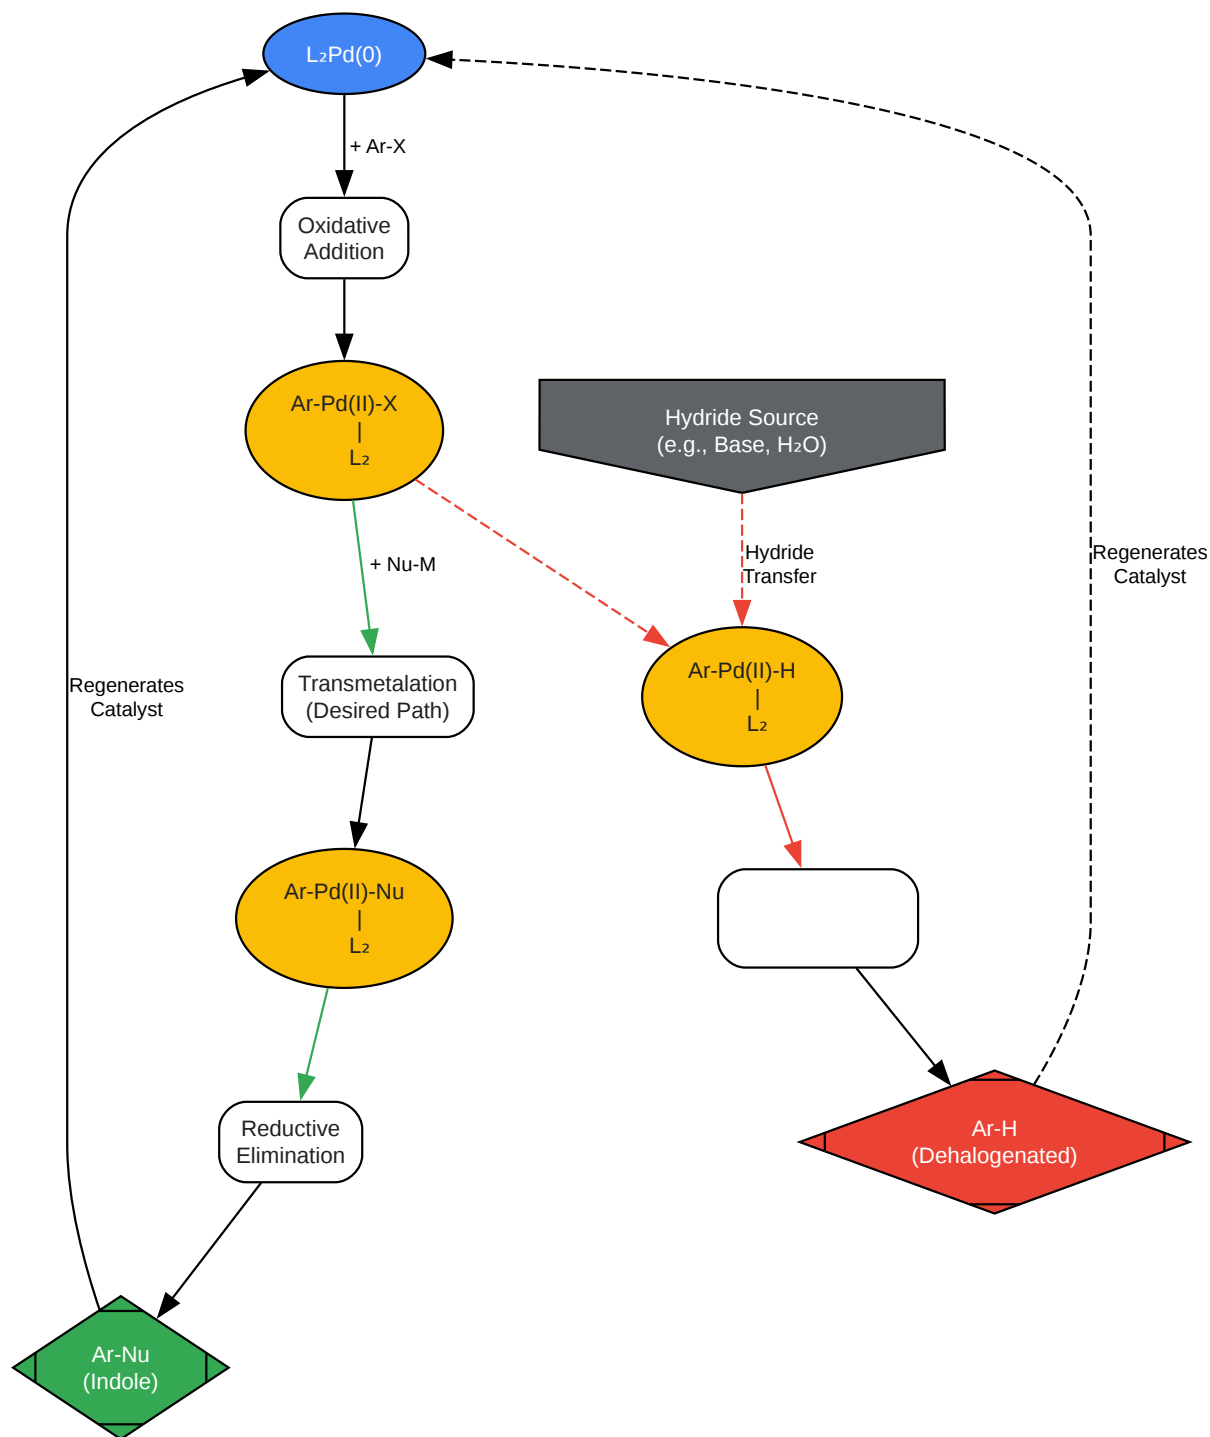 L₂Pd(0)
+ Ar-X
Oxidative
Addition
Ar-Pd(II)-X
|
L₂
Hydride Source
(e.g., Base, H₂O)
+ Nu-M
Hydride
Transfer
Regenerates
Catalyst
Transmetalation
(Desired Path)
Ar-Pd(II)-H
|
L₂
Regenerates
Catalyst
Ar-Pd(II)-Nu
|
L₂
Reductive
Elimination
Ar-H
(Dehalogenated)
Ar-Nu
(Indole)